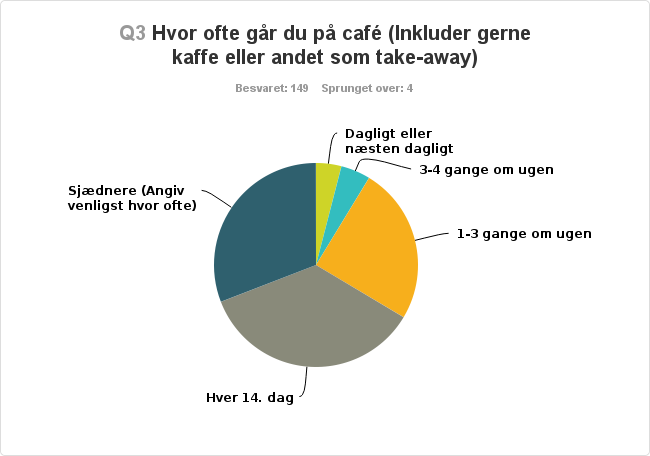 Q3 Hvor ofte går du på café (Inkluder gerne
kaffe eller andet som take-away)
Besvaret: 149 Sprunget over: 4
Dagligt eller
næsten dagligt
3-4 gange om ugen
1-3 gange om ugen
Hver 14. dag
Sjædnere (Angiv
venligst hvor ofte)